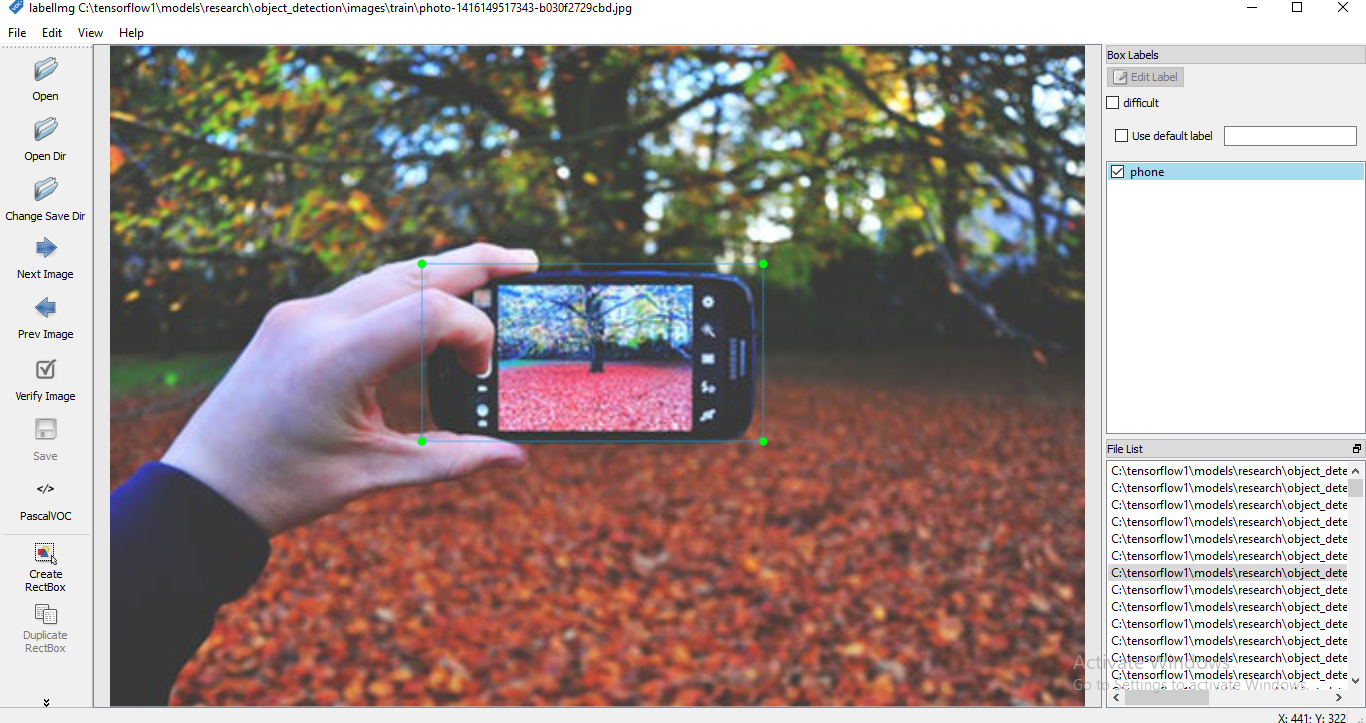 labelImg C:\tensorflow1\models\research\object_detection\images\train\photo-1416149517343-b030f2729cbd.jpg
File Edit View Help
Open
Open Dir
Change Save Dir
Next Image
Prev Image
Verify Image
Save
</>
PascalVOC
Create
RectBox
Duplicate
RectBox
SAMSUNG
Box Labels
Edit Label
difficult
Use default label
phone
File List
C:\tensorflow1\models\research\object_dete
C:\tensorflow1\models\research\object_dete
C:\tensorflow1\models\research\object_dete
C:\tensorflow1\models\research\object_dete
C:\tensorflow1\models\research\object_dete
C:\tensorflow1\models\research\object_dete
C:\tensorflow1\models\research\object_dete
C:\tensorflow1\models\research\object_dete
C:\tensorflow1\models\research\object_dete
C:\tensorflow1\models\research\object_dete
C:\tensorflow1\models\research\object_dete
C:\tensorflow1\models\research\object_dete
C:\tensorflow1\models\research\object_dete
Activate Windows
Go to Settings to activate Windows.
X: 441; Y: 322